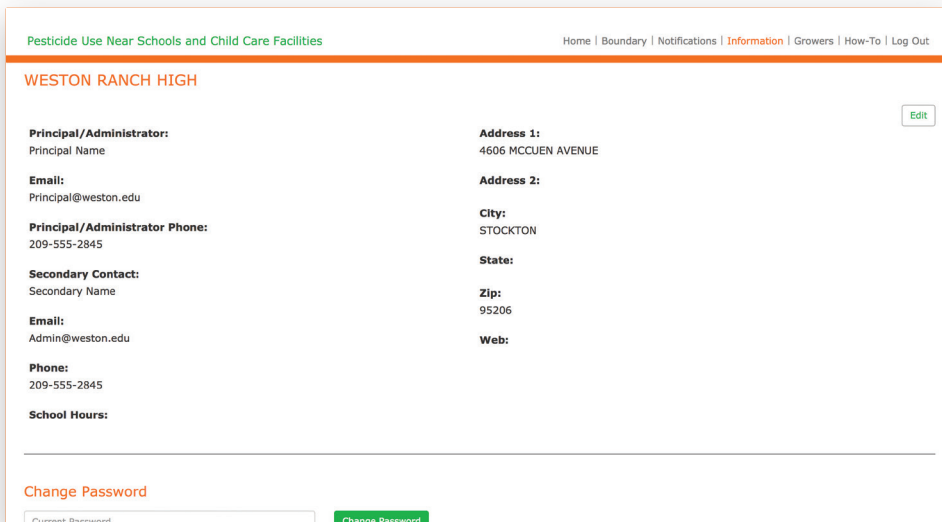 Pesticide Use Near Schools and Child Care Facilities
Home | Boundary | Notifications | Information | Growers | How-To | Log Out
WESTON RANCH HIGH
Edit
Principal/Administrator:
Principal Name
Email:
Principal@weston.edu
Principal/Administrator Phone:
209-555-2845
Secondary Contact:
Secondary Name
Email:
Admin@weston.edu
Phone:
209-555-2845
School Hours:
Address 1:
4606 MCCUEN AVENUE
Address 2:
City:
STOCKTON
State:
Zip:
95206
Web:
Change Password
Current Password
Change Password